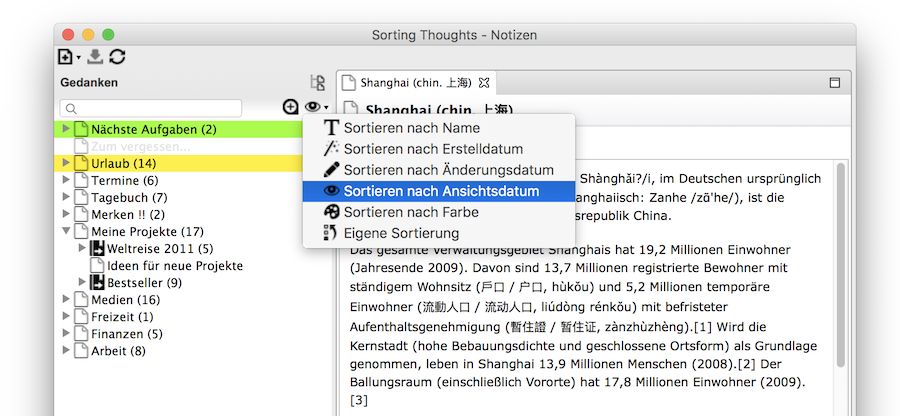 Sorting Thoughts - Notizen
Gedanken
Nächste Aufgaben (2)
Zum vergessen...
Urlaub (14)
Termine (6)
Tagebuch (7)
Merken !! (2)
Meine Projekte (17)
Weltreise 2011 (5)
Ideen für neue Projekte
Bestseller (9)
Medien (16)
Freizeit (1)
Finanzen (5)
Arbeit (8)
Sortieren nach Name
Sortieren nach Erstelldatum
Sortieren nach Änderungsdatum
Sortieren nach Ansichtsdatum
Sortieren nach Farbe
Eigene Sortierung
Shanghai (chin. 上海)
Shanghai (chin. 上海)
Shànghǎi?/i, im Deutschen ursprünglich
anghaiisch: Zanhe /zɑ̃'he/), ist die
srepublik China.
Das gesamte Verwaltungsgebiet Shanghais hat 19,2 Millionen Einwohner
(Jahresende 2009). Davon sind 13,7 Millionen registrierte Bewohner mit
ständigem Wohnsitz (戶口 / 户口, hùkǒu) und 5,2 Millionen temporäre
Einwohner (流動人口 / 流动人口, liúdòng rénkǒu) mit befristeter
Aufenthaltsgenehmigung (暫住證 / 暂住证, zànzhùzhèng).[1] Wird die
Kernstadt (hohe Bebauungsdichte und geschlossene Ortsform) als Grundlage
genommen, leben in Shanghai 13,9 Millionen Menschen (2008).[2] Der
Ballungsraum (einschließlich Vororte) hat 17,8 Millionen Einwohner (2009).
[3]